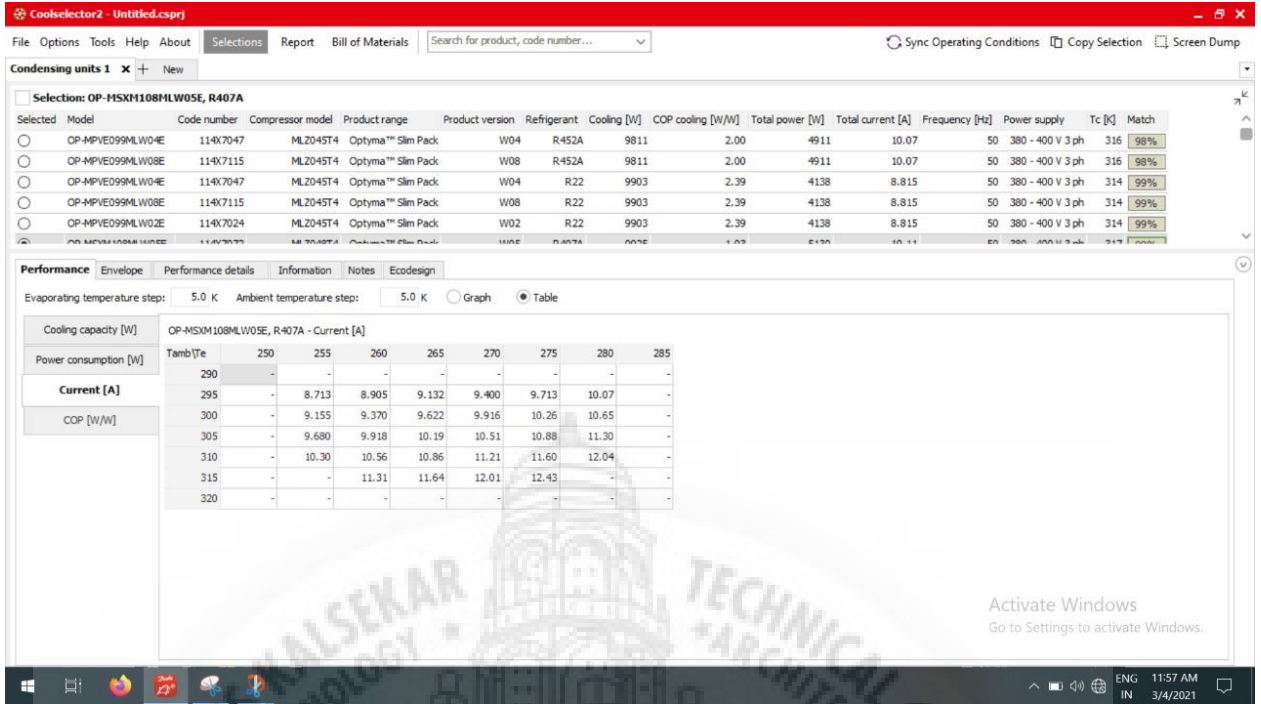 Coolselector2 - Untitled.csprj
File Options Tools Help About Selections Report Bill of Materials Search for product, code number... Sync Operating Conditions Copy Selection Screen Dump
Condensing units 1 × + New
Selection: OP-MSXM108MLW05E, R407A
Selected Model Code number Compressor model Product range Product version Refrigerant Cooling [W] COP cooling [W/W] Total power [W] Total current [A] Frequency [Hz] Power supply Tc [K] Match
OP-MPVE099MLW04E 114X7047 MLZ045T4 Optyma™ Slim Pack W04 R452A 9811 2.00 4911 10.07 50 380 - 400 V 3 ph 316 98%
OP-MPVE099MLW08E 114X7115 MLZ045T4 Optyma™ Slim Pack W08 R452A 9811 2.00 4911 10.07 50 380 - 400 V 3 ph 316 98%
OP-MPVE099MLW04E 114X7047 MLZ045T4 Optyma™ Slim Pack W04 R22 9903 2.39 4138 8.815 50 380 - 400 V 3 ph 314 99%
OP-MPVE099MLW08E 114X7115 MLZ045T4 Optyma™ Slim Pack W08 R22 9903 2.39 4138 8.815 50 380 - 400 V 3 ph 314 99%
OP-MPVE099MLW02E 114X7024 MLZ045T4 Optyma™ Slim Pack W02 R22 9903 2.39 4138 8.815 50 380 - 400 V 3 ph 314 99%
Performance Envelope Performance details Information Notes Ecodesign
Evaporating temperature step: 5.0 K Ambient temperature step: 5.0 K Graph Table
Cooling capacity [W]
Power consumption [W]
Current [A]
COP [W/W]
OP-MSXM108MLW05E, R407A - Current [A]
Tamb\Te 250 255 260 265 270 275 280 285
290 - - - - - - - -
295 - 8.713 8.905 9.132 9.400 9.713 10.07 -
300 - 9.155 9.370 9.622 9.916 10.26 10.65 -
305 - 9.680 9.918 10.19 10.51 10.88 11.30 -
310 - 10.30 10.56 10.86 11.21 11.60 12.04 -
315 - - 11.31 11.64 12.01 12.43 - -
320 - - - - - - - -
KALSEKAR TECHNICA
Activate Windows
Go to Settings to activate Windows.
ENG 11:57 AM
IN 3/4/2021